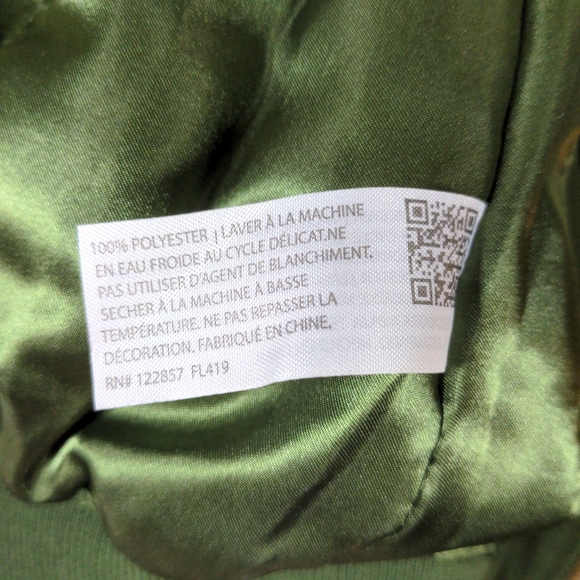 100% POLYESTER | LAVER À LA MACHINE
EN EAU FROIDE AU CYCLE DÉLICAT.NE
PAS UTILISER D'AGENT DE BLANCHIMENT.
SECHER À LA MACHINE À BASSE
TEMPÉRATURE. NE PAS REPASSER LA
DÉCORATION. FABRIQUÉ EN CHINE.
RN# 122857 FL419